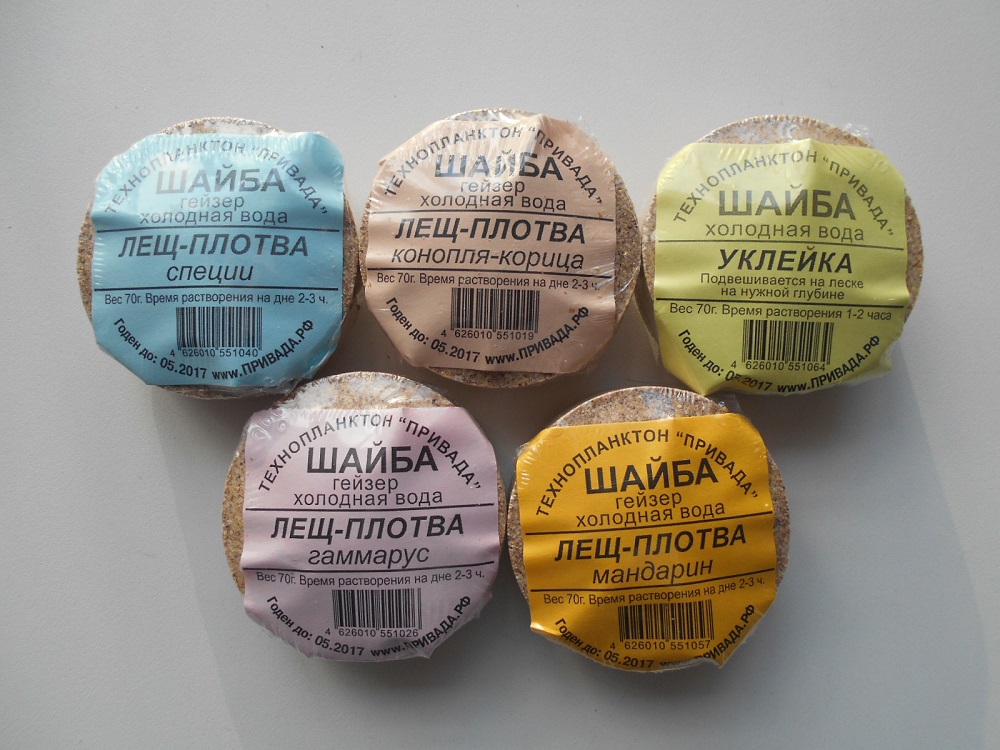 ТЕХНОПЛАНКТОН "ПРИВАДА"
ШАЙБА
гейзер
холодная вода
ЛЕЩ-ПЛОТВА
специи
Вес 70г. Время растворения на дне 2-3 ч.
4 626010 551040
Годен до: 05.2017 www.ПРИВАДА.РФ
ТЕХНОПЛАНКТОН "ПРИВАДА"
ШАЙБА
гейзер
холодная вода
ЛЕЩ-ПЛОТВА
конопля-корица
Вес 70г. Время растворения на дне 2-3 ч.
4 626010 551019
Годен до: 05.2017 www.ПРИВАДА.РФ
ТЕХНОПЛАНКТОН "ПРИВАДА"
ШАЙБА
холодная вода
УКЛЕЙКА
Подвешивается на леске
на нужной глубине
Вес 70г. Время растворения 1-2 часа
4 626010 551064
Годен до: 05.2017 www.ПРИВАДА.РФ
ТЕХНОПЛАНКТОН "ПРИВАДА"
ШАЙБА
гейзер
холодная вода
ЛЕЩ-ПЛОТВА
гаммарус
Вес 70г. Время растворения на дне 2-3 ч.
4 626010 551026
Годен до: 05.2017 www.ПРИВАДА.РФ
ТЕХНОПЛАНКТОН "ПРИВАДА"
ШАЙБА
гейзер
холодная вода
ЛЕЩ-ПЛОТВА
мандарин
Вес 70г. Время растворения на дне 2-3 ч.
4 626010 551057
Годен до: 05.2017 www.ПРИВАДА.РФ